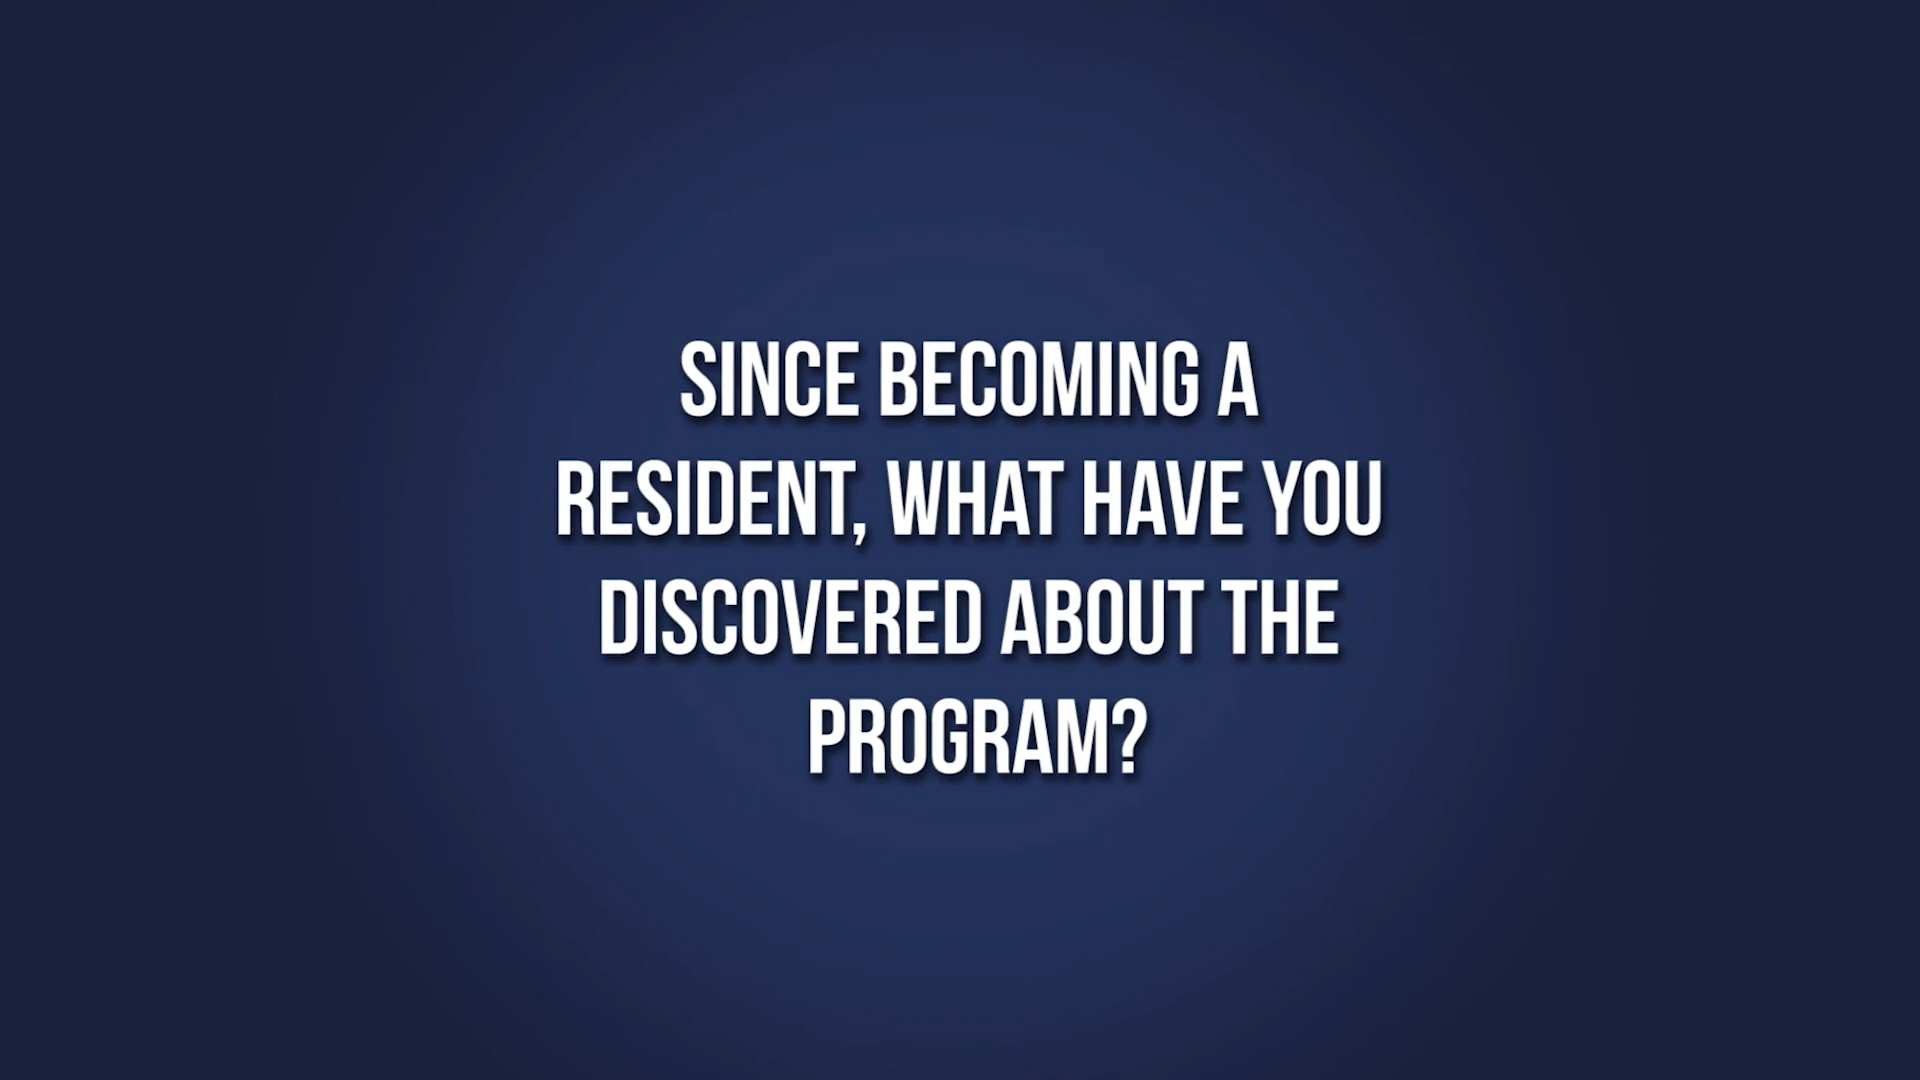 SINCE BECOMING A
RESIDENT, WHAT HAVE YOU
DISCOVERED ABOUT THE
PROGRAM?